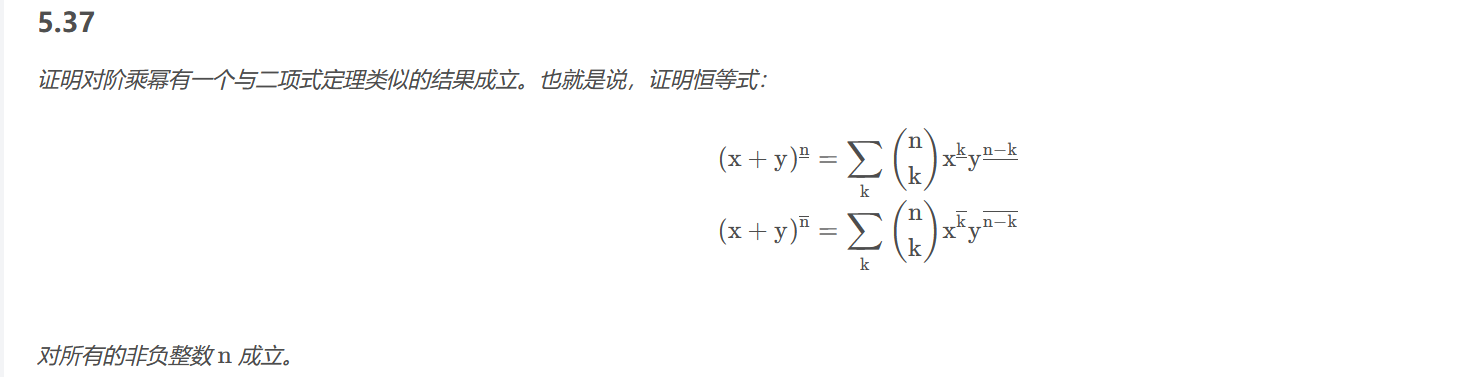 5.37
证明对阶乘幂有一个与二项式定理类似的结果成立。也就是说，证明恒等式：
$(x+y)^{\underline{n}} = \sum_{k} \binom{n}{k} x^{\underline{k}} y^{\underline{n-k}}$
$(x+y)^{\overline{n}} = \sum_{k} \binom{n}{k} x^{\overline{k}} y^{\overline{n-k}}$
对所有的非负整数 n 成立。